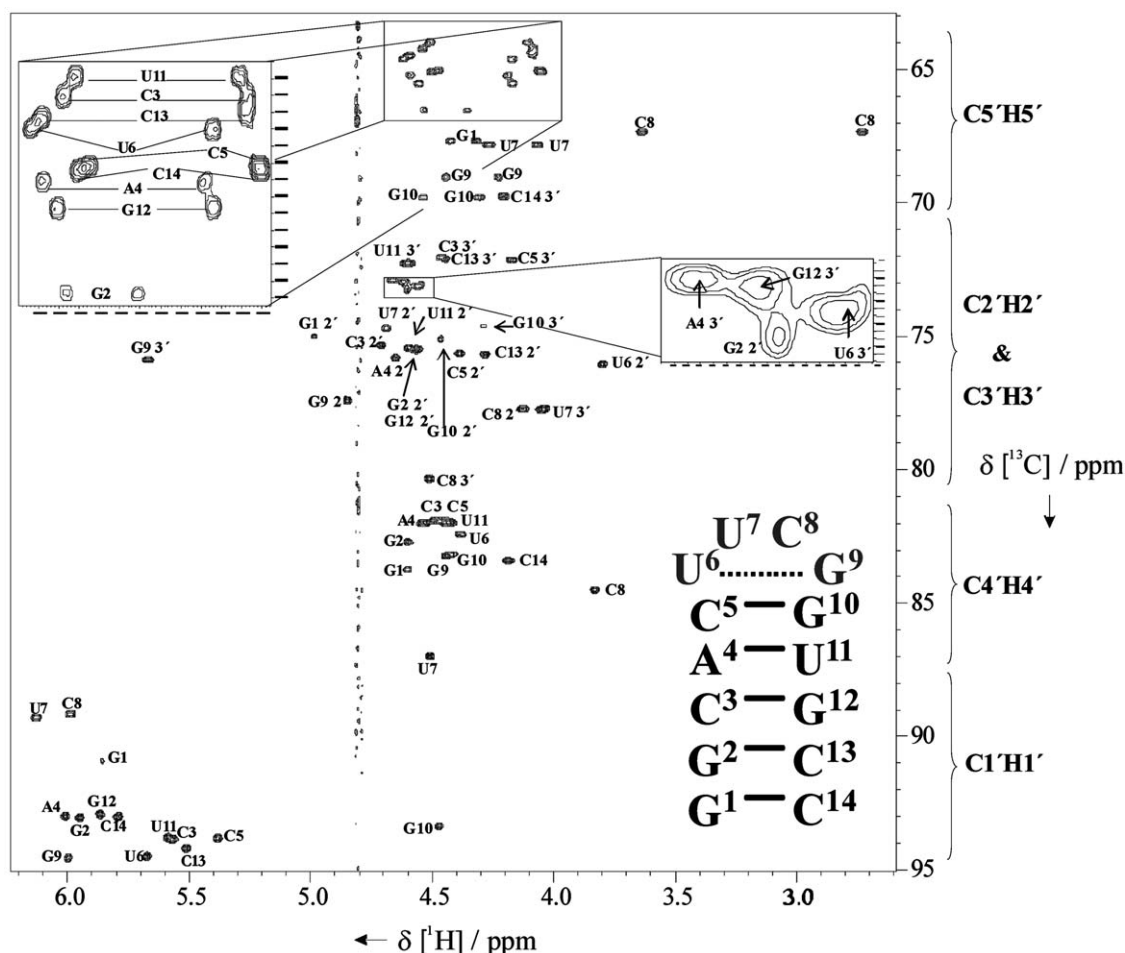 U11
C3
C13
U6
C5
C14
A4
G12
G2
65
C5´H5´
C8 C8
G1
U7 U7
G9 G9
70
G10 G10 C14 3´
C3 3´
U11 3´ C13 3´ C5 3´
G12 3´
A4 3´
G2 2´ U6 3´
C2´H2´
&
C3´H3´
U7 2´ U11 2´
G1 2´ G10 3´
C3 2´ C13 2´
75
G9 3´
A4 2´ C5 2´ U6 2´
G9 2´ G2 2´ C8 2´ U7 3´
G12 2´
G10 2´
80
δ [¹³C] / ppm
C8 3´
C3 C5
A4 U11
U6
G2
G10
G1 G9 C14
C4´H4´
85
C8
U7
U⁷ C⁸
U⁶ G⁹
C⁵ G¹⁰
A⁴ U¹¹
C³ G¹²
G² C¹³
G¹ C¹⁴
U7 C8
90
G1
C1´H1´
A4 G12
G2 C14 U11 C3 C5
G10
G9 U6 C13
95
6.0 5.5 5.0 4.5 4.0 3.5 3.0
δ [¹H] / ppm